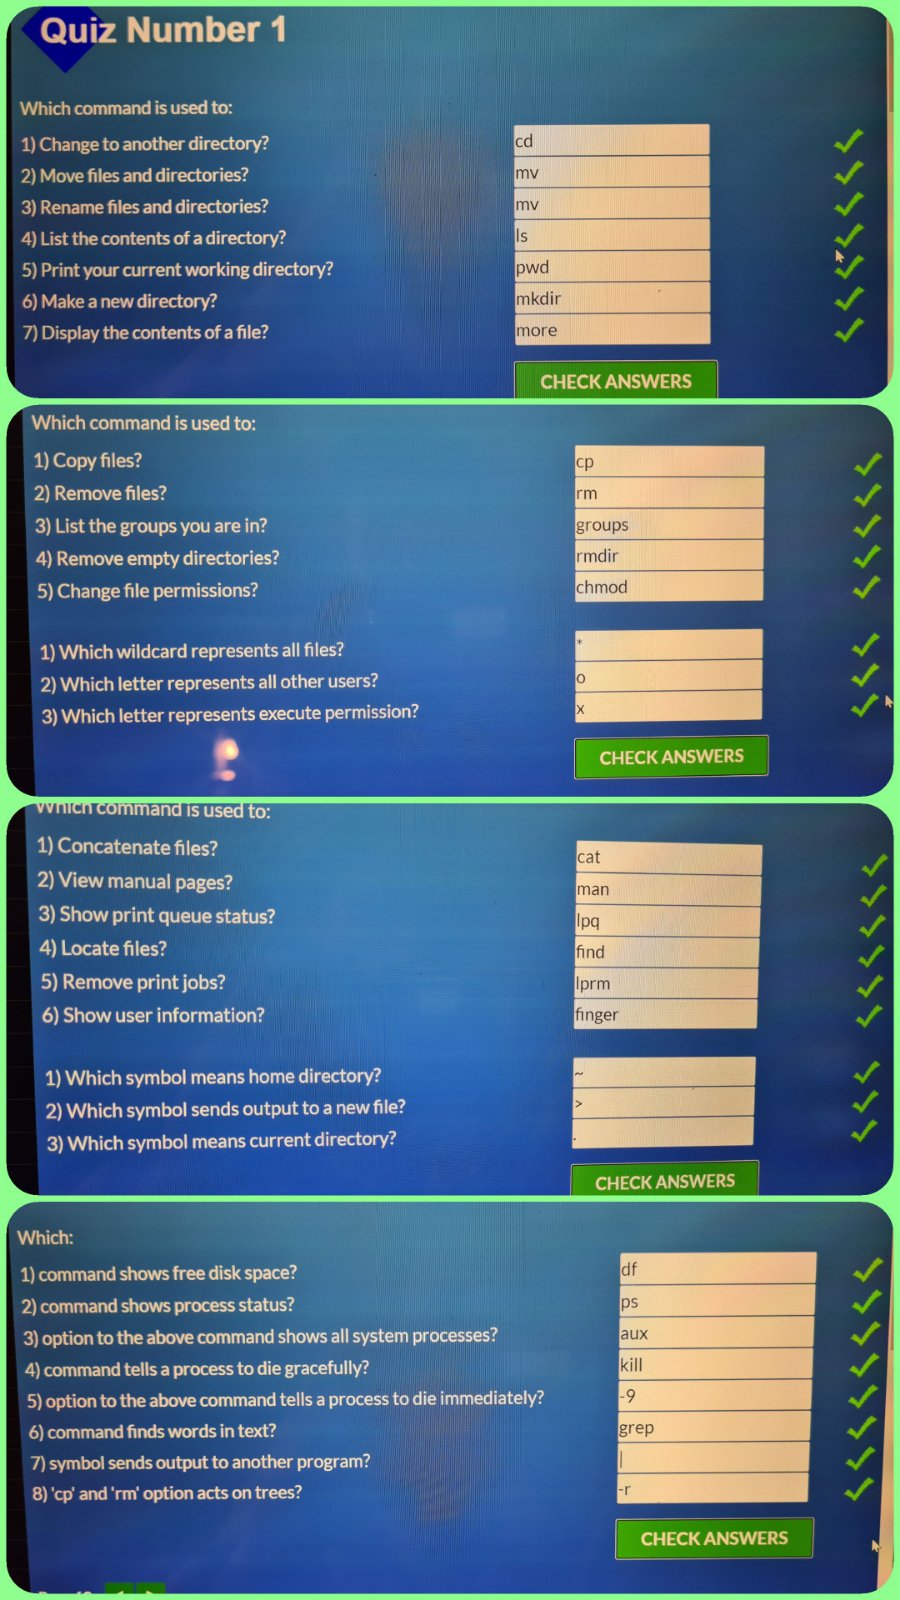 Quiz Number 1
Which command is used to:
1) Change to another directory? cd
2) Move files and directories? mv
3) Rename files and directories? mv
4) List the contents of a directory? ls
5) Print your current working directory? pwd
6) Make a new directory? mkdir
7) Display the contents of a file? more
CHECK ANSWERS
Which command is used to:
1) Copy files? cp
2) Remove files? rm
3) List the groups you are in? groups
4) Remove empty directories? rmdir
5) Change file permissions? chmod
1) Which wildcard represents all files? *
2) Which letter represents all other users? o
3) Which letter represents execute permission? x
CHECK ANSWERS
Which command is used to:
1) Concatenate files? cat
2) View manual pages? man
3) Show print queue status? lpq
4) Locate files? find
5) Remove print jobs? lprm
6) Show user information? finger
1) Which symbol means home directory? ~
2) Which symbol sends output to a new file? >
3) Which symbol means current directory? .
CHECK ANSWERS
Which:
1) command shows free disk space? df
2) command shows process status? ps
3) option to the above command shows all system processes? aux
4) command tells a process to die gracefully? kill
5) option to the above command tells a process to die immediately? -9
6) command finds words in text? grep
7) symbol sends output to another program? |
8) 'cp' and 'rm' option acts on trees? -r
CHECK ANSWERS